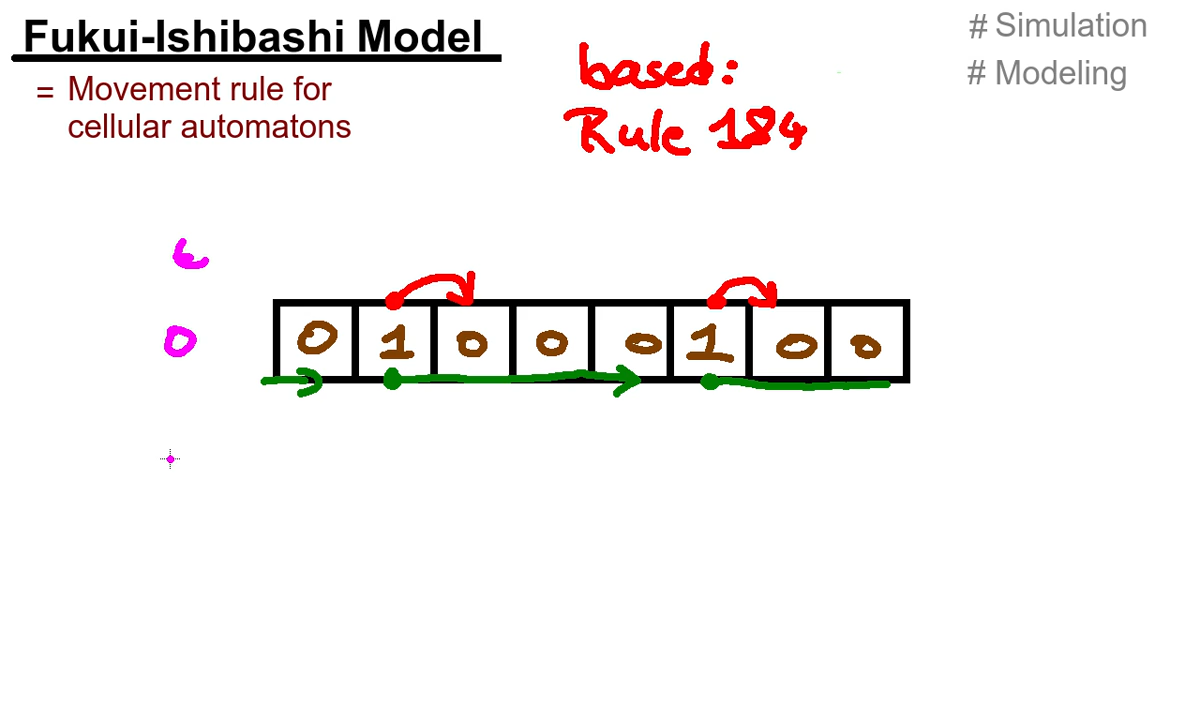 Fukui-Ishibashi Model
= Movement rule for
cellular automatons
based:
Rule 184
# Simulation
# Modeling
t
0
0 1 0 0 0 1 0 0